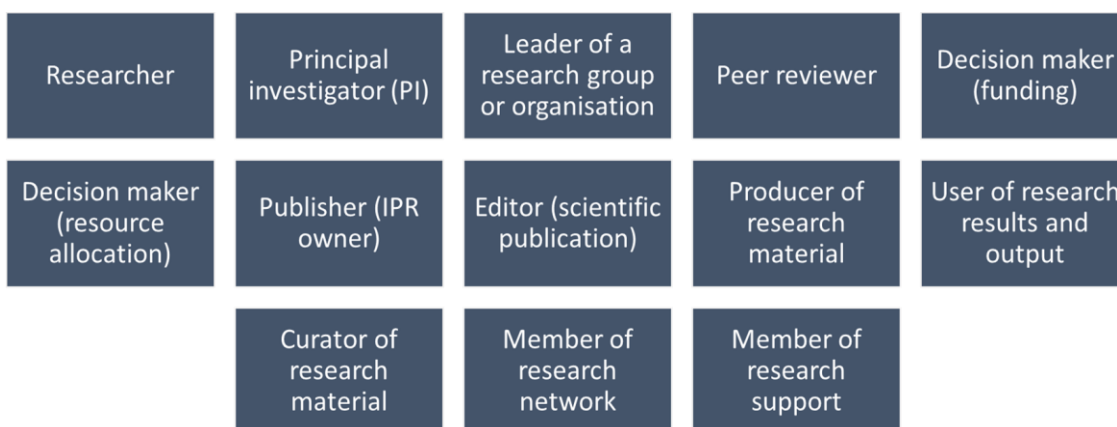 Researcher
Principal
investigator (PI)
Leader of a
research group
or organisation
Peer reviewer
Decision maker
(funding)
Decision maker
(resource
allocation)
Publisher (IPR
owner)
Editor (scientific
publication)
Producer of
research
material
User of research
results and
output
Curator of
research
material
Member of
research
network
Member of
research
support